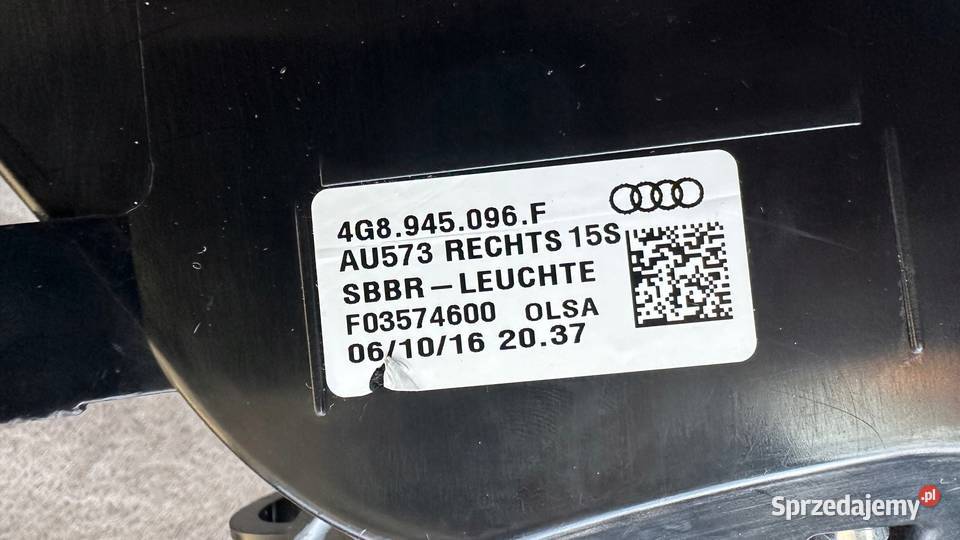 4G8.945.096.F
AU573 RECHTS 15S
SBBR-LEUCHTE
F03574600 OLSA
06/10/16 20.37
Sprzedajemy.pl